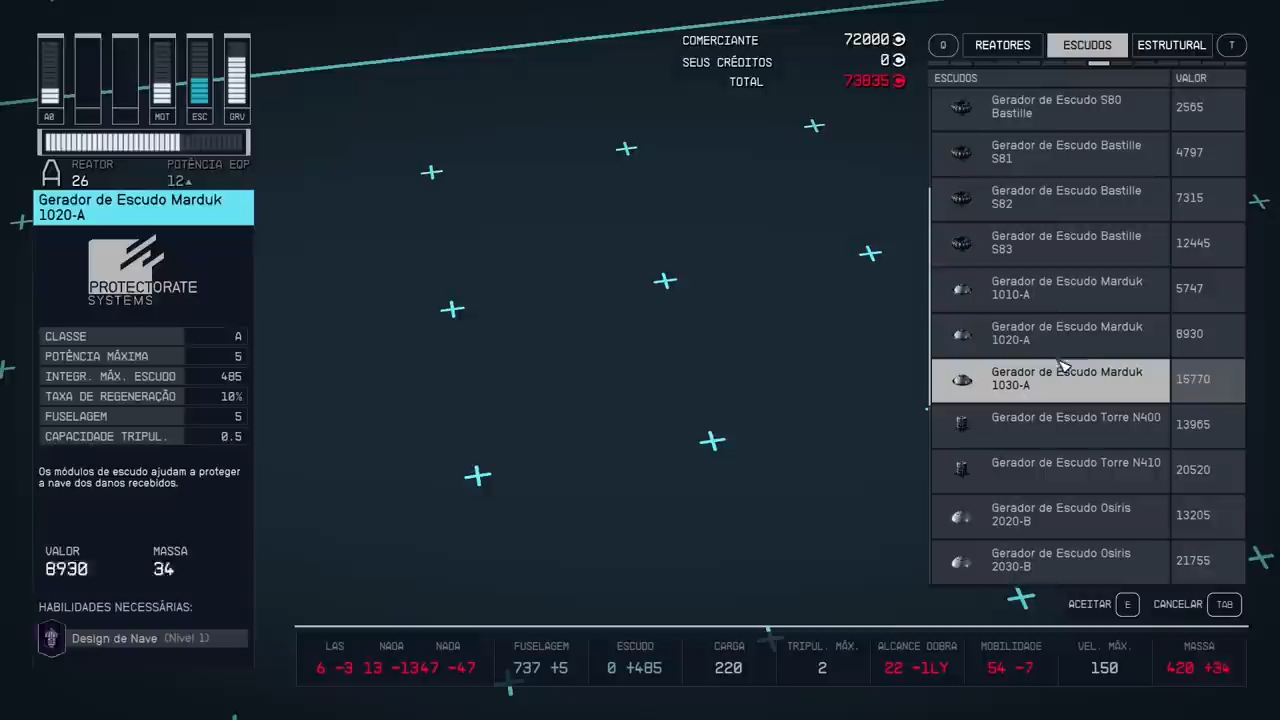 A0
MOT
ESC
GRV
REATOR
26
POTÊNCIA EQP
12
Gerador de Escudo Marduk
1020-A
PROTECTORATE
SYSTEMS
CLASSE A
POTÊNCIA MÁXIMA 5
INTEGR. MÁX. ESCUDO 485
TAXA DE REGENERAÇÃO 10%
FUSELAGEM 5
CAPACIDADE TRIPUL. 0.5
Os módulos de escudo ajudam a proteger
a nave dos danos recebidos.
VALOR MASSA
8930 34
HABILIDADES NECESSÁRIAS:
Design de Nave (Nível 1)
COMERCIANTE 72000
SEUS CRÉDITOS 0
TOTAL 73835
Q REATORES ESCUDOS ESTRUTURAL T
ESCUDOS VALOR
Gerador de Escudo S80
Bastille
2565
Gerador de Escudo Bastille
S81
4797
Gerador de Escudo Bastille
S82
7315
Gerador de Escudo Bastille
S83
12445
Gerador de Escudo Marduk
1010-A
5747
Gerador de Escudo Marduk
1020-A
8930
Gerador de Escudo Marduk
1030-A
15770
Gerador de Escudo Torre N400
13965
Gerador de Escudo Torre N410
20520
Gerador de Escudo Osíris
2020-B
13205
Gerador de Escudo Osíris
2030-B
21755
ACEITAR E CANCELAR TAB
LAS NADA NADA FUSELAGEM ESCUDO CARGA TRIPUL. MÁX. ALCANCE DOBRA MOBILIDADE VEL. MÁX. MASSA
6 -3 13 -13 47 -47 737 +5 0 +485 220 2 22 -1LY 54 -7 150 420 +34